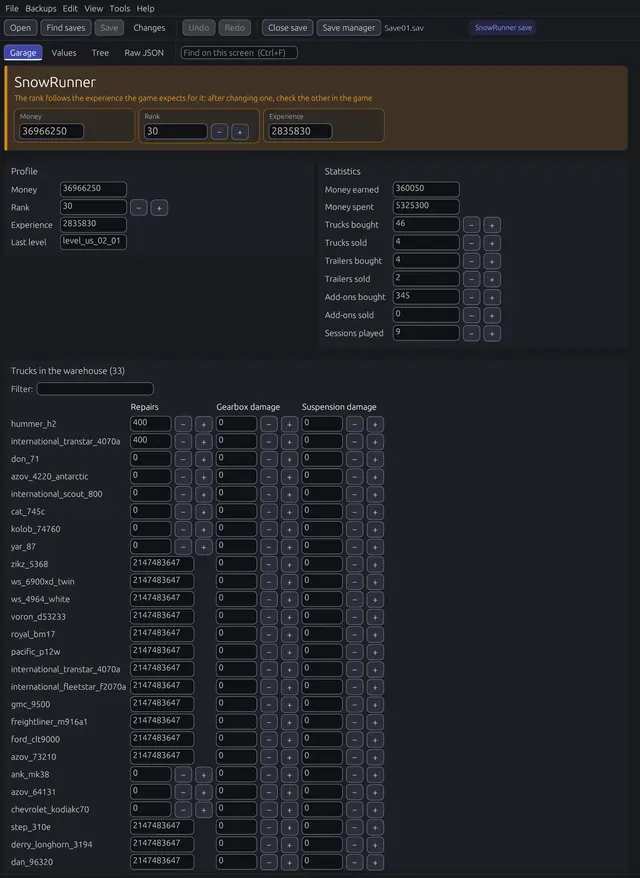 File Backups Edit View Tools Help
Open Find saves Save Changes Undo Redo Close save Save manager Save01.sav SnowRunner save
Garage Values Tree Raw JSON Find on this screen (Ctrl+F)
SnowRunner
The rank follows the experience the game expects for it: after changing one, check the other in the game
Money Rank Experience
36966250 30 − + 2835830
Profile
Money 36966250
Rank 30 − +
Experience 2835830
Last level level_us_02_01
Statistics
Money earned 360050
Money spent 5325300
Trucks bought 46 − +
Trucks sold 4 − +
Trailers bought 4 − +
Trailers sold 2 − +
Add-ons bought 345 − +
Add-ons sold 0 − +
Sessions played 9 − +
Trucks in the warehouse (33)
Filter:
Repairs Gearbox damage Suspension damage
hummer_h2 400 − + 0 − + 0 − +
international_transtar_4070a 400 − + 0 − + 0 − +
don_71 0 − + 0 − + 0 − +
azov_4220_antarctic 0 − + 0 − + 0 − +
international_scout_800 0 − + 0 − + 0 − +
cat_745c 0 − + 0 − + 0 − +
kolob_74760 0 − + 0 − + 0 − +
yar_87 0 − + 0 − + 0 − +
zikz_5368 2147483647 0 − + 0 − +
ws_6900xd_twin 2147483647 0 − + 0 − +
ws_4964_white 2147483647 0 − + 0 − +
voron_d53233 2147483647 0 − + 0 − +
royal_bm17 2147483647 0 − + 0 − +
pacific_p12w 2147483647 0 − + 0 − +
international_transtar_4070a 2147483647 0 − + 0 − +
international_fleetstar_f2070a 2147483647 0 − + 0 − +
gmc_9500 2147483647 0 − + 0 − +
freightliner_m916a1 2147483647 0 − + 0 − +
ford_clt9000 2147483647 0 − + 0 − +
azov_73210 2147483647 0 − + 0 − +
ank_mk38 0 − + 0 − + 0 − +
azov_64131 0 − + 0 − + 0 − +
chevrolet_kodiakc70 0 − + 0 − + 0 − +
step_310e 2147483647 0 − + 0 − +
derry_longhorn_3194 2147483647 0 − + 0 − +
dan_96320 2147483647 0 − + 0 − +